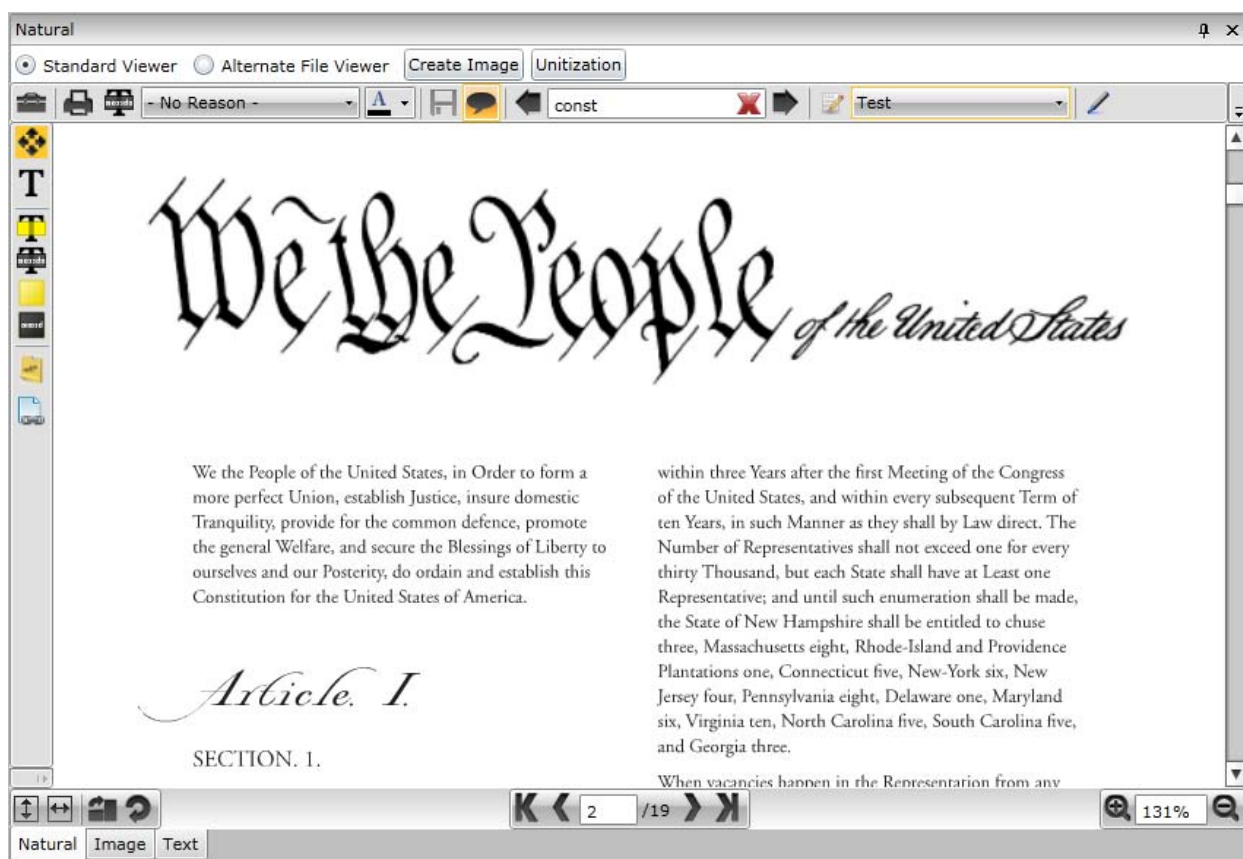 Natural
Standard Viewer Alternate File Viewer Create Image Unitization
- No Reason - A const Test
T
We the People of the United States
We the People of the United States, in Order to form a
more perfect Union, establish Justice, insure domestic
Tranquility, provide for the common defence, promote
the general Welfare, and secure the Blessings of Liberty to
ourselves and our Posterity, do ordain and establish this
Constitution for the United States of America.
Article. I.
SECTION. 1.
within three Years after the first Meeting of the Congress
of the United States, and within every subsequent Term of
ten Years, in such Manner as they shall by Law direct. The
Number of Representatives shall not exceed one for every
thirty Thousand, but each State shall have at Least one
Representative; and until such enumeration shall be made,
the State of New Hampshire shall be entitled to chuse
three, Massachusetts eight, Rhode-Island and Providence
Plantations one, Connecticut five, New-York six, New
Jersey four, Pennsylvania eight, Delaware one, Maryland
six, Virginia ten, North Carolina five, South Carolina five,
and Georgia three.
When vacancies happen in the Representation from any
2 /19 131%
Natural Image Text